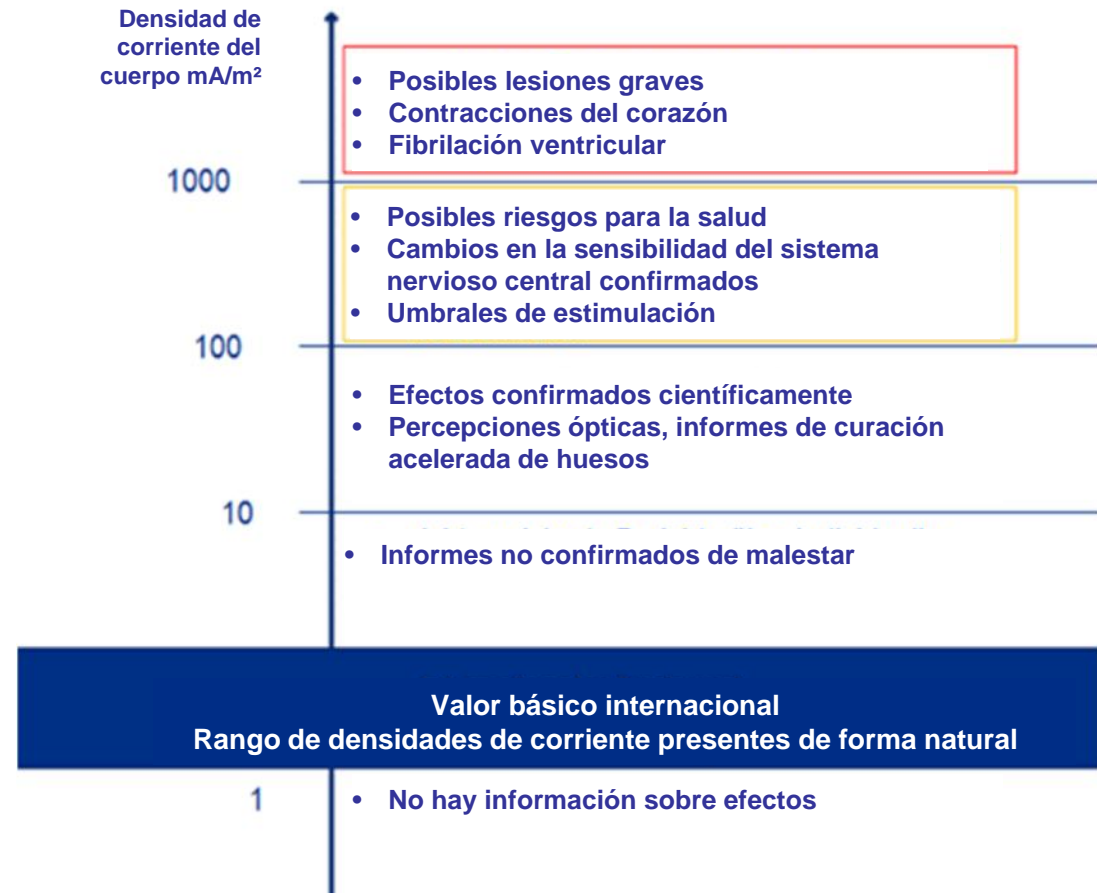 Densidad de
corriente del
cuerpo mA/m²
• Posibles lesiones graves
• Contracciones del corazón
• Fibrilación ventricular
1000
• Posibles riesgos para la salud
• Cambios en la sensibilidad del sistema
nervioso central confirmados
• Umbrales de estimulación
100
• Efectos confirmados científicamente
• Percepciones ópticas, informes de curación
acelerada de huesos
10
• Informes no confirmados de malestar
Valor básico internacional
Rango de densidades de corriente presentes de forma natural
1
• No hay información sobre efectos